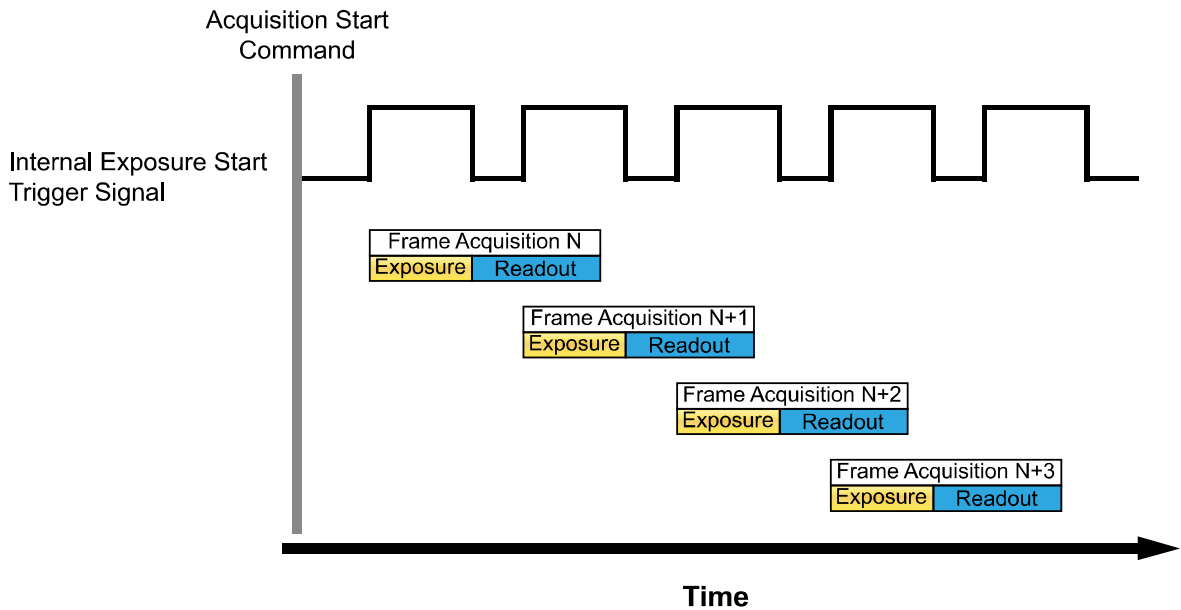 Acquisition Start
Command
Internal Exposure Start
Trigger Signal
Frame Acquisition N
Exposure Readout
Frame Acquisition N+1
Exposure Readout
Frame Acquisition N+2
Exposure Readout
Frame Acquisition N+3
Exposure Readout
Time